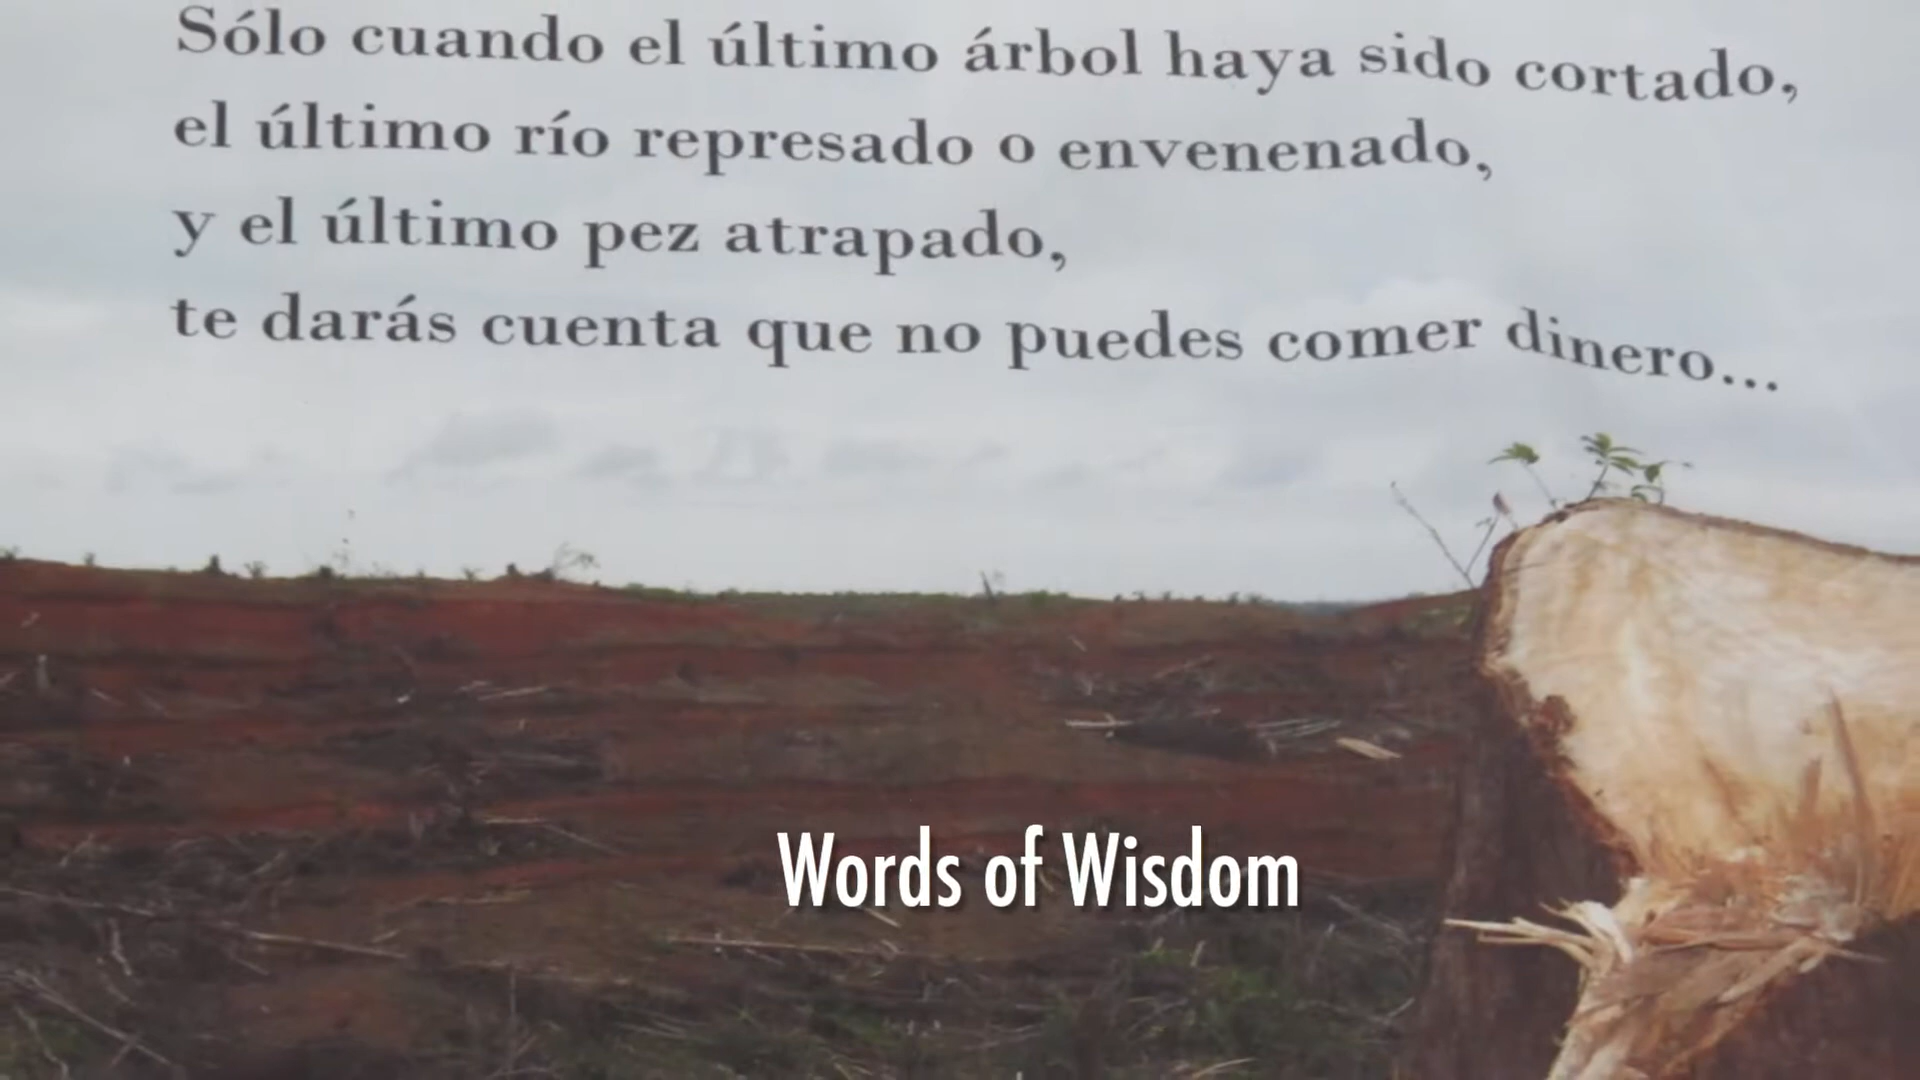 Sólo cuando el último árbol haya sido cortado,
el último río represado o envenenado,
y el último pez atrapado,
te darás cuenta que no puedes comer dinero...
Words of Wisdom